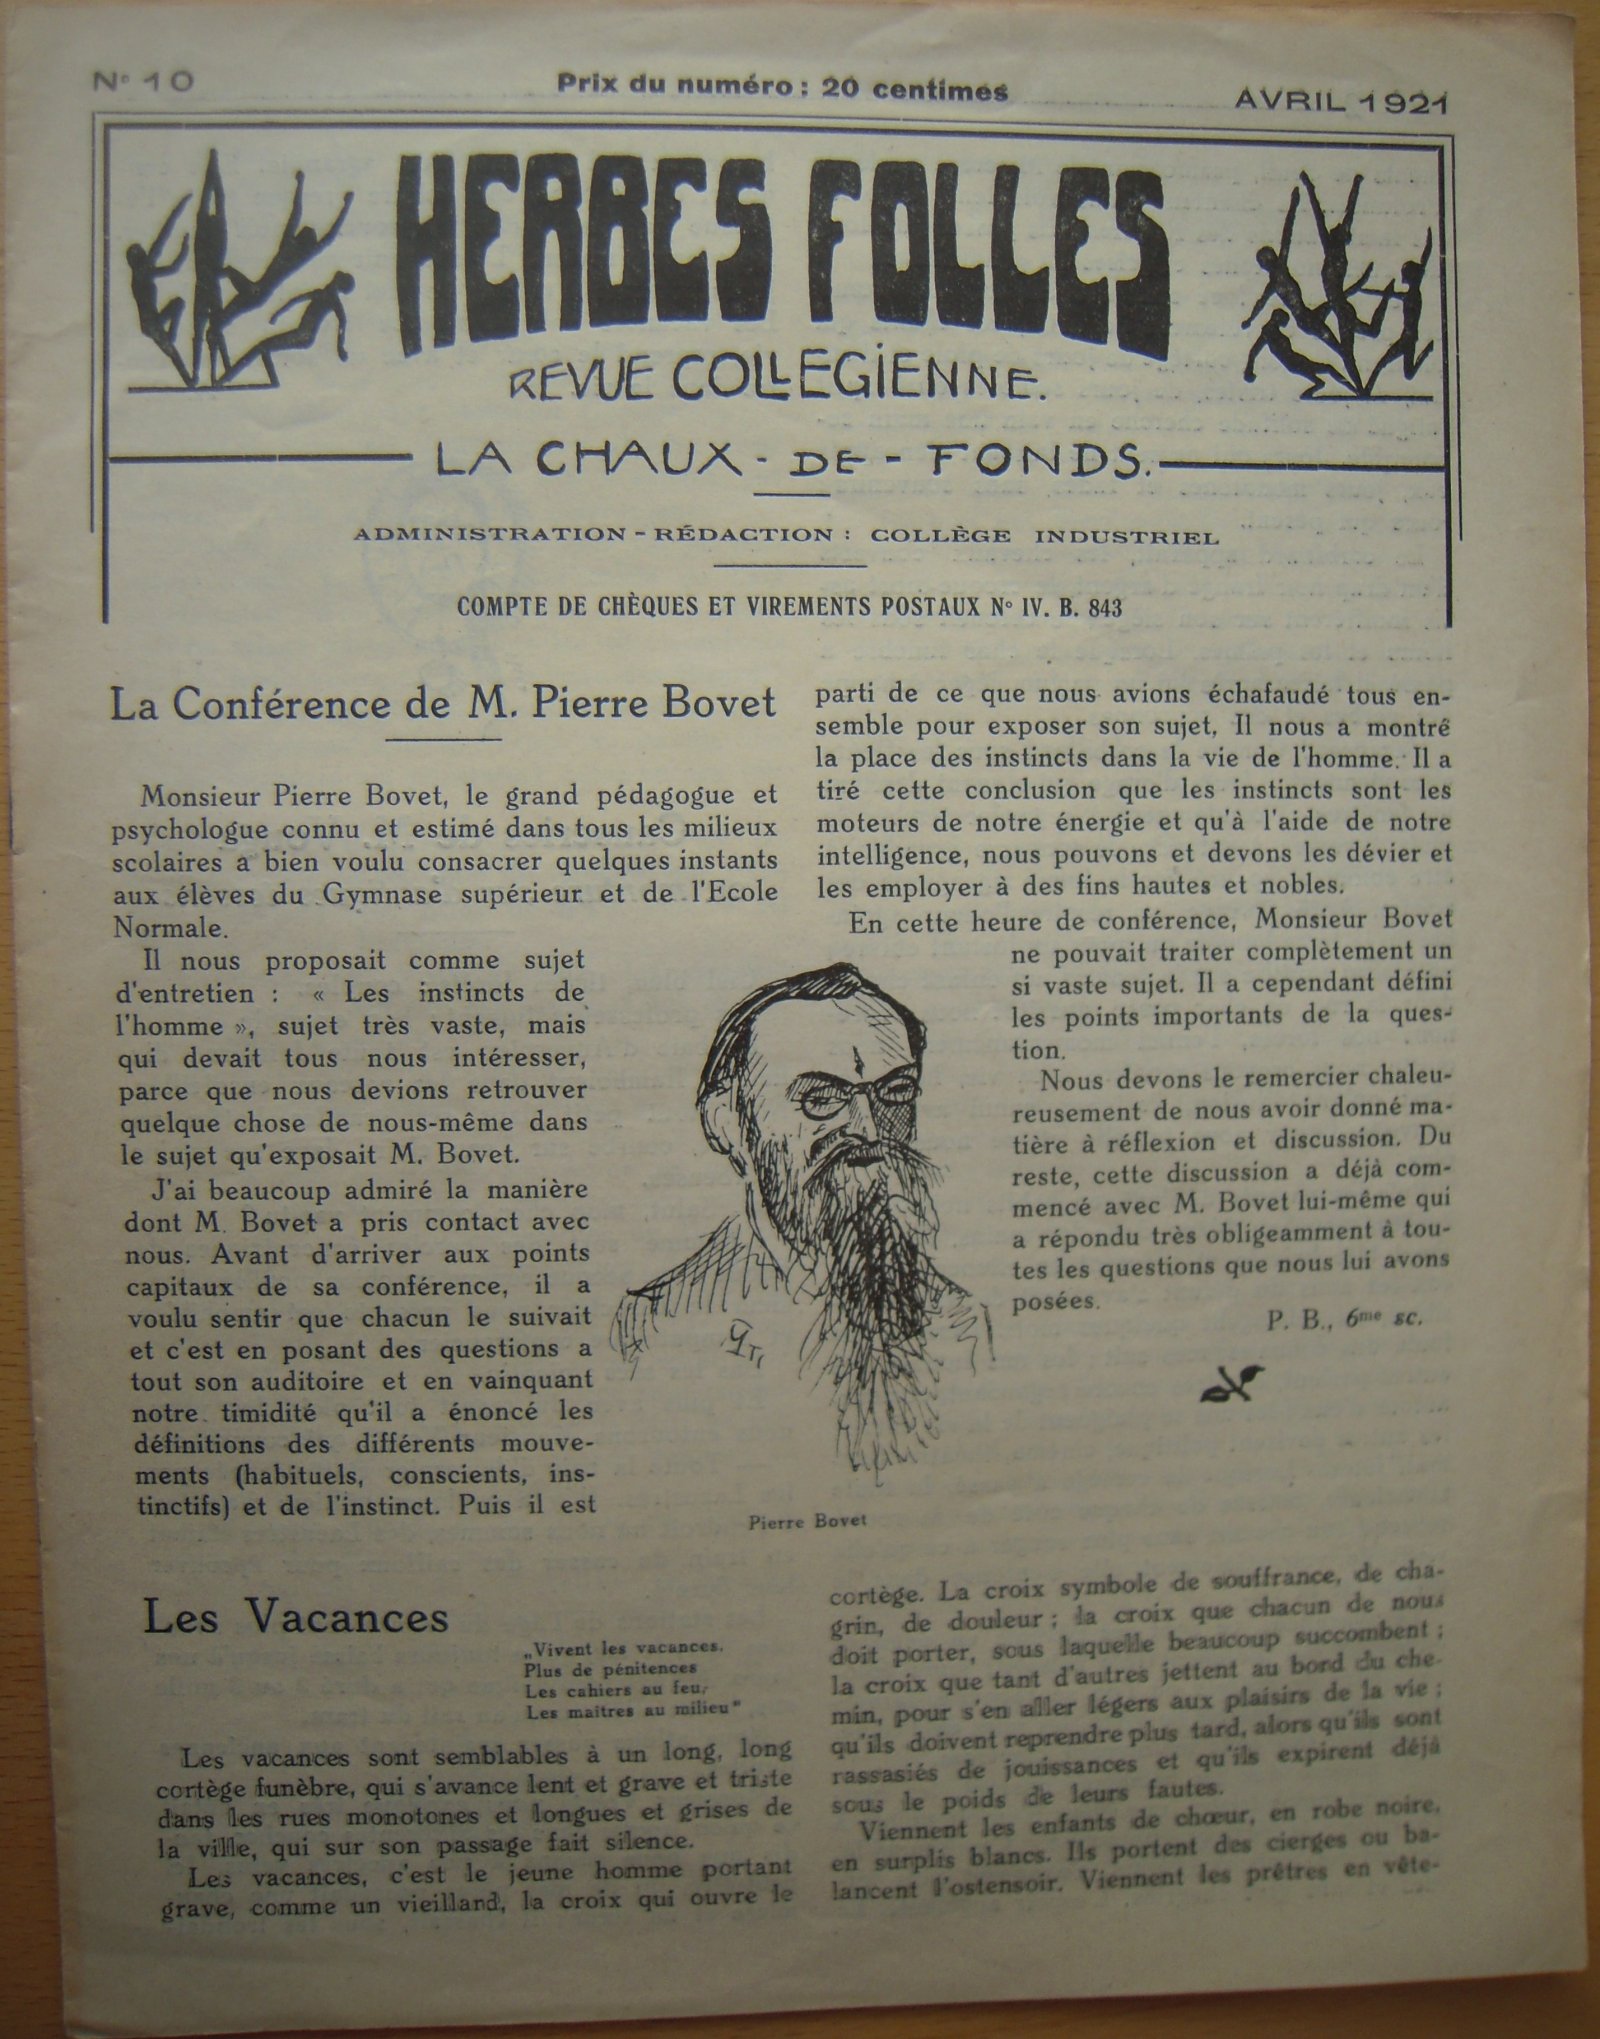 No 10
Prix du numéro : 20 centimes
AVRIL 1921
HERBES FOLLES
REVUE COLLEGIENNE.
LA CHAUX - DE - FONDS.
ADMINISTRATION - RÉDACTION : COLLÈGE INDUSTRIEL
COMPTE DE CHÈQUES ET VIREMENTS POSTAUX No IV. B. 843
La Conférence de M. Pierre Bovet
Monsieur Pierre Bovet, le grand pédagogue et
psychologue connu et estimé dans tous les milieux
scolaires a bien voulu consacrer quelques instants
aux élèves du Gymnase supérieur et de l'Ecole
Normale.
Il nous proposait comme sujet
d'entretien : « Les instincts de
l'homme », sujet très vaste, mais
qui devait tous nous intéresser,
parce que nous devions retrouver
quelque chose de nous-même dans
le sujet qu'exposait M. Bovet.
J'ai beaucoup admiré la manière
dont M. Bovet a pris contact avec
nous. Avant d'arriver aux points
capitaux de sa conférence, il a
voulu sentir que chacun le suivait
et c'est en posant des questions a
tout son auditoire et en vainquant
notre timidité qu'il a énoncé les
définitions des différents mouve-
ments (habituels, conscients, ins-
tinctifs) et de l'instinct. Puis il est
parti de ce que nous avions échafaudé tous en-
semble pour exposer son sujet, Il nous a montré
la place des instincts dans la vie de l'homme. Il a
tiré cette conclusion que les instincts sont les
moteurs de notre énergie et qu'à l'aide de notre
intelligence, nous pouvons et devons les dévier et
les employer à des fins hautes et nobles.
En cette heure de conférence, Monsieur Bovet
ne pouvait traiter complètement un
si vaste sujet. Il a cependant défini
les points importants de la ques-
tion.
Nous devons le remercier chaleu-
reusement de nous avoir donné ma-
tière à réflexion et discussion. Du
reste, cette discussion a déjà com-
mencé avec M. Bovet lui-même qui
a répondu très obligeamment à tou-
tes les questions que nous lui avons
posées.
P. B., 6me sc.
Pierre Bovet
Les Vacances
„Vivent les vacances,
Plus de pénitences
Les cahiers au feu,
Les maîtres au milieu"
Les vacances sont semblables à un long, long
cortège funèbre, qui s'avance lent et grave et triste
dans les rues monotones et longues et grises de
la ville, qui sur son passage fait silence.
Les vacances, c'est le jeune homme portant
grave, comme un vieillard, la croix qui ouvre le
cortège. La croix symbole de souffrance, de cha-
grin, de douleur ; la croix que chacun de nous
doit porter, sous laquelle beaucoup succombent ;
la croix que tant d'autres jettent au bord du che-
min, pour s'en aller légers aux plaisirs de la vie ;
qu'ils doivent reprendre plus tard, alors qu'ils sont
rassasiés de jouissances et qu'ils expirent déjà
sous le poids de leurs fautes.
Viennent les enfants de chœur, en robe noire,
en surplis blancs. Ils portent des cierges ou ba-
lancent l'ostensoir. Viennent les prêtres en vête-